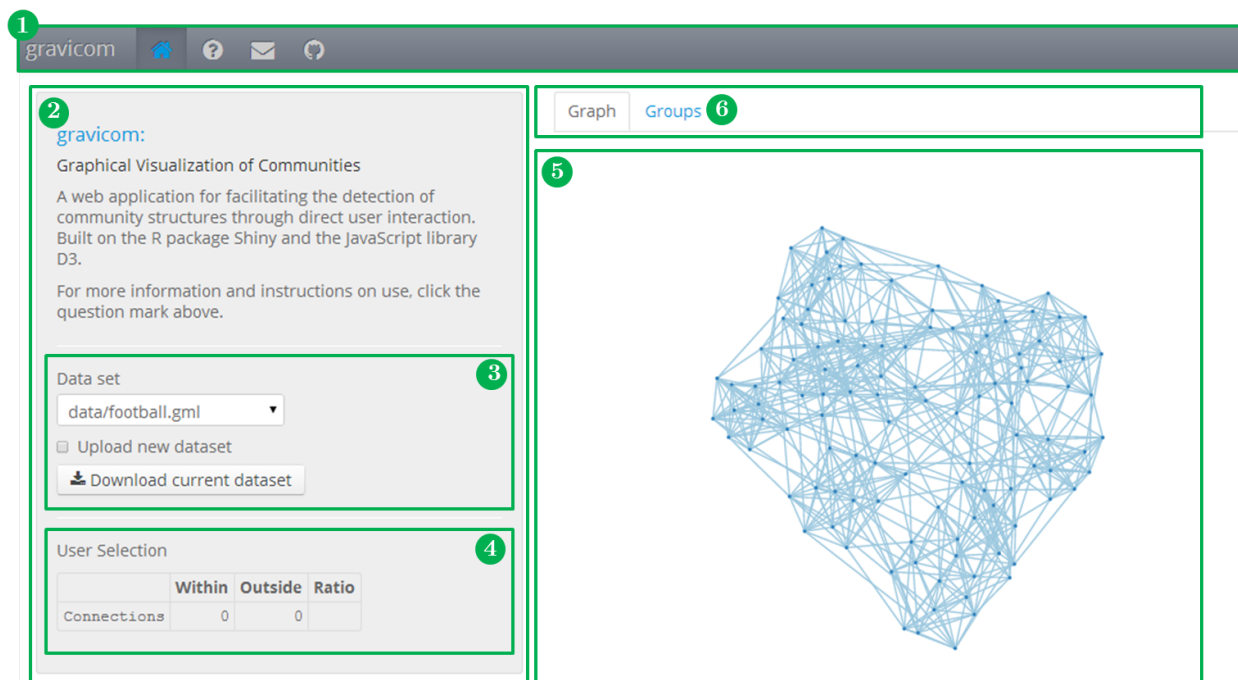 1
gravicom
2
gravicom:
Graphical Visualization of Communities
A web application for facilitating the detection of
community structures through direct user interaction.
Built on the R package Shiny and the JavaScript library
D3.
For more information and instructions on use, click the
question mark above.
3
Data set
data/football.gml
Upload new dataset
Download current dataset
4
User Selection
Within Outside Ratio
Connections 0 0
Graph Groups 6
5